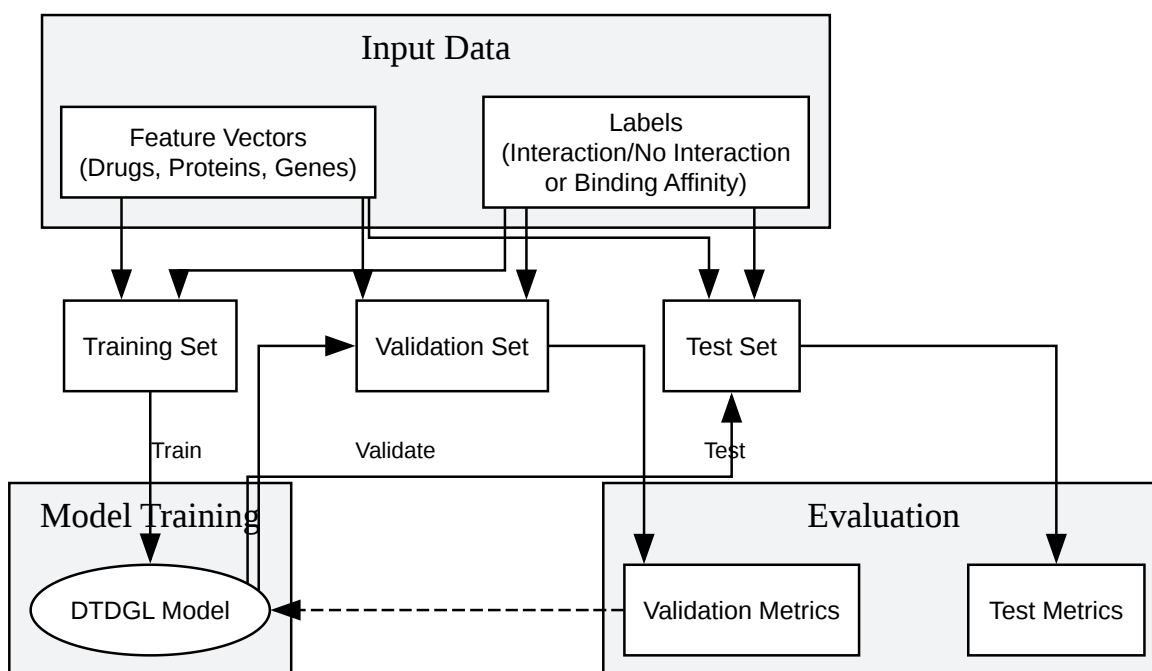 Input Data
Feature Vectors
(Drugs, Proteins, Genes)
Labels
(Interaction/No Interaction
or Binding Affinity)
Training Set
Validation Set
Test Set
Train
Validate
Test
Model Training
Evaluation
DTDGL Model
Validation Metrics
Test Metrics